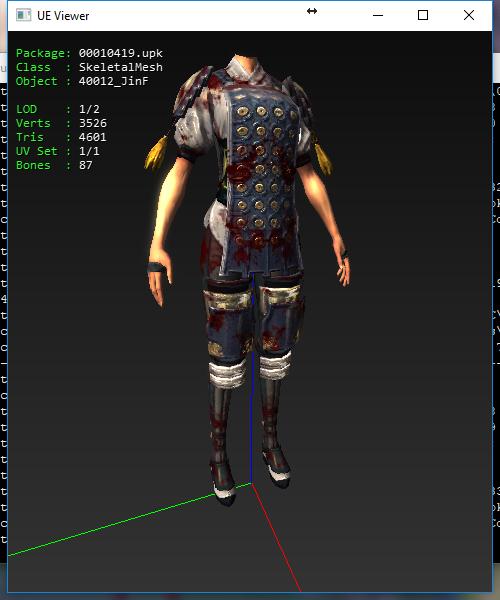 UE Viewer
Package: 00010419.upk
Class : SkeletalMesh
Object : 40012_JinF
LOD : 1/2
Verts : 3526
Tris : 4601
UV Set : 1/1
Bones : 87